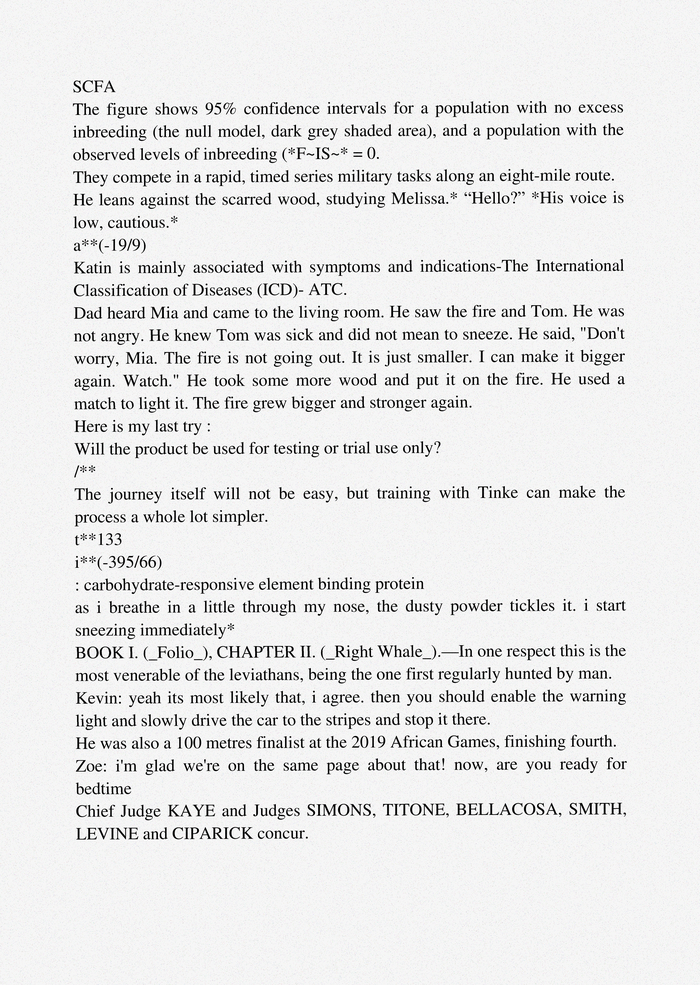 SCFA
The figure shows 95% confidence intervals for a population with no excess
inbreeding (the null model, dark grey shaded area), and a population with the
observed levels of inbreeding (*F~IS~* = 0.
They compete in a rapid, timed series military tasks along an eight-mile route.
He leans against the scarred wood, studying Melissa.* “Hello?” *His voice is
low, cautious.*
a**(-19/9)
Katin is mainly associated with symptoms and indications-The International
Classification of Diseases (ICD)- ATC.
Dad heard Mia and came to the living room. He saw the fire and Tom. He was
not angry. He knew Tom was sick and did not mean to sneeze. He said, "Don't
worry, Mia. The fire is not going out. It is just smaller. I can make it bigger
again. Watch." He took some more wood and put it on the fire. He used a
match to light it. The fire grew bigger and stronger again.
Here is my last try :
Will the product be used for testing or trial use only?
/**
The journey itself will not be easy, but training with Tinke can make the
process a whole lot simpler.
t**133
i**(-395/66)
: carbohydrate-responsive element binding protein
as i breathe in a little through my nose, the dusty powder tickles it. i start
sneezing immediately*
BOOK I. (_Folio_), CHAPTER II. (_Right Whale_).—In one respect this is the
most venerable of the leviathans, being the one first regularly hunted by man.
Kevin: yeah its most likely that, i agree. then you should enable the warning
light and slowly drive the car to the stripes and stop it there.
He was also a 100 metres finalist at the 2019 African Games, finishing fourth.
Zoe: i'm glad we're on the same page about that! now, are you ready for
bedtime
Chief Judge KAYE and Judges SIMONS, TITONE, BELLACOSA, SMITH,
LEVINE and CIPARICK concur.